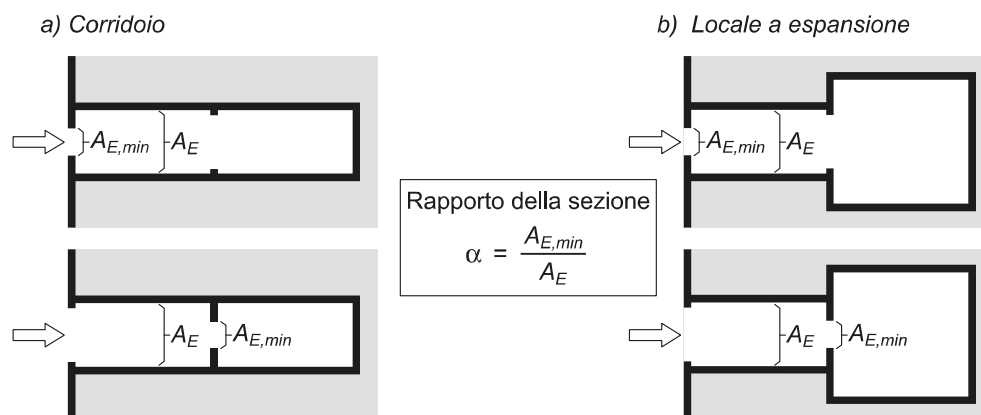 a) Corridoio
b) Locale a espansione
A_E,min
A_E
A_E,min
A_E
Rapporto della sezione
α = A_E,min / A_E
A_E
A_E,min
A_E
A_E,min